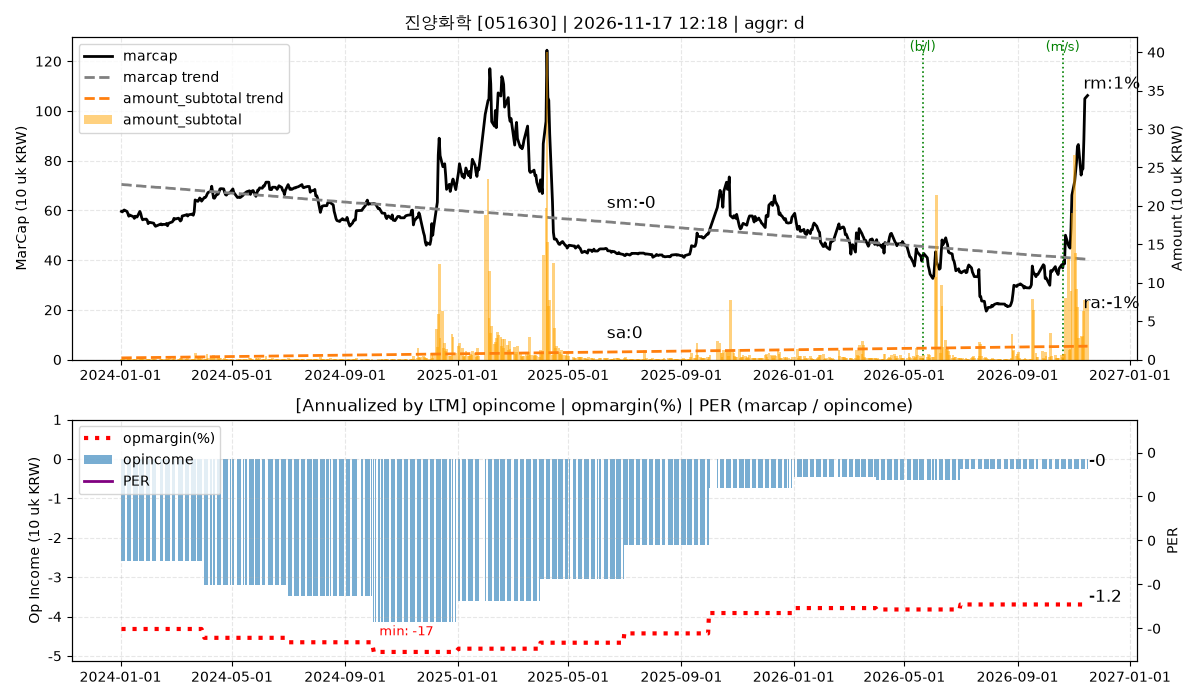 진양화학 [051630] | 2026-11-17 12:18 | aggr: d
marcap
marcap trend
amount_subtotal trend
amount_subtotal
(b/l)
(m/s)
rm:1%
sm:-0
ra:-1%
sa:0
MarCap (10 uk KRW)
120
100
80
60
40
20
0
Amount (10 uk KRW)
40
35
30
25
20
15
10
5
0
2024-01-01
2024-05-01
2024-09-01
2025-01-01
2025-05-01
2025-09-01
2026-01-01
2026-05-01
2026-09-01
2027-01-01
[Annualized by LTM] opincome | opmargin(%) | PER (marcap / opincome)
opmargin(%)
opincome
PER
-0
-1.2
min: -17
Op Income (10 uk KRW)
1
0
-1
-2
-3
-4
-5
PER
0
0
0
-0
-0
2024-01-01
2024-05-01
2024-09-01
2025-01-01
2025-05-01
2025-09-01
2026-01-01
2026-05-01
2026-09-01
2027-01-01